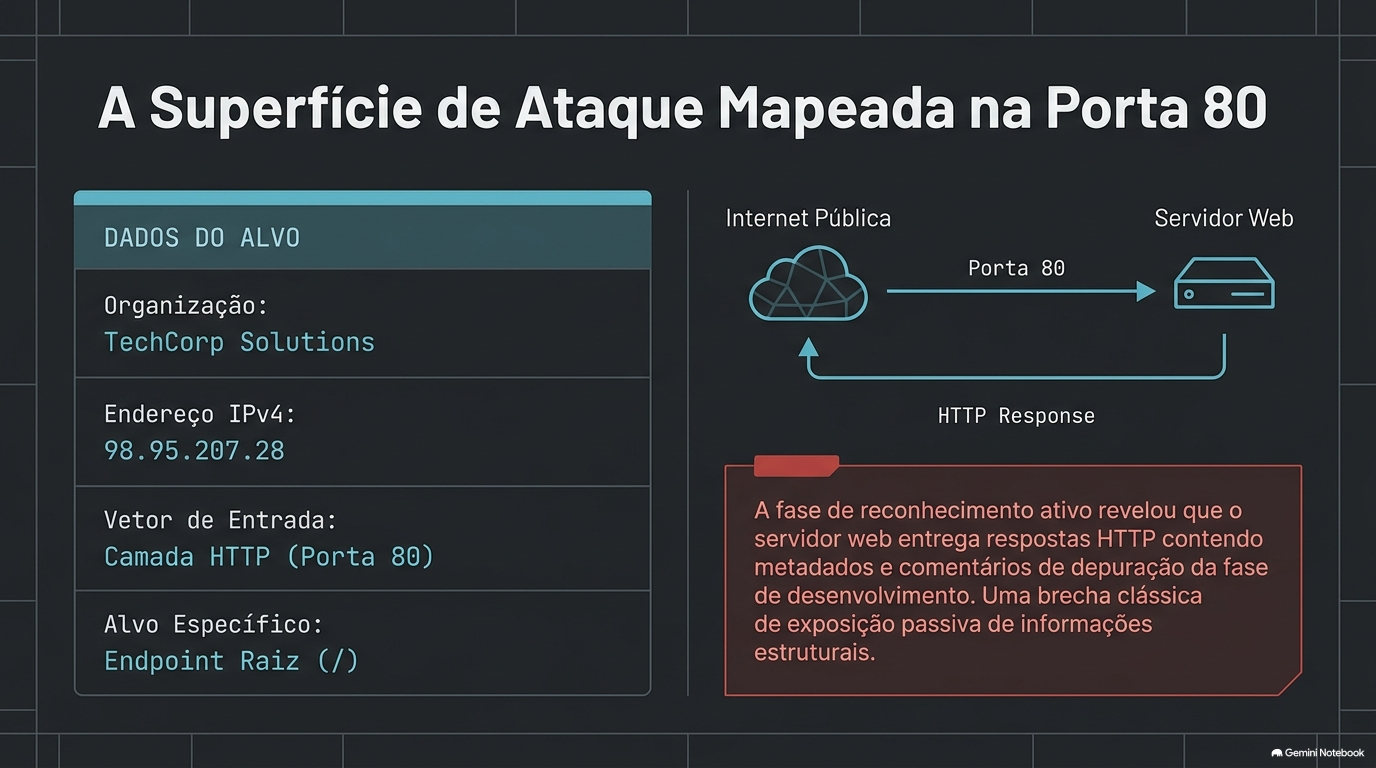 A Superfície de Ataque Mapeada na Porta 80
DADOS DO ALVO
Organização:
TechCorp Solutions
Endereço IPv4:
98.95.207.28
Vetor de Entrada:
Camada HTTP (Porta 80)
Alvo Específico:
Endpoint Raiz (/)
Internet Pública
Servidor Web
Porta 80
HTTP Response
A fase de reconhecimento ativo revelou que o
servidor web entrega respostas HTTP contendo
metadados e comentários de depuração da fase
de desenvolvimento. Uma brecha clássica
de exposição passiva de informações
estruturais.
Gemini Notebook